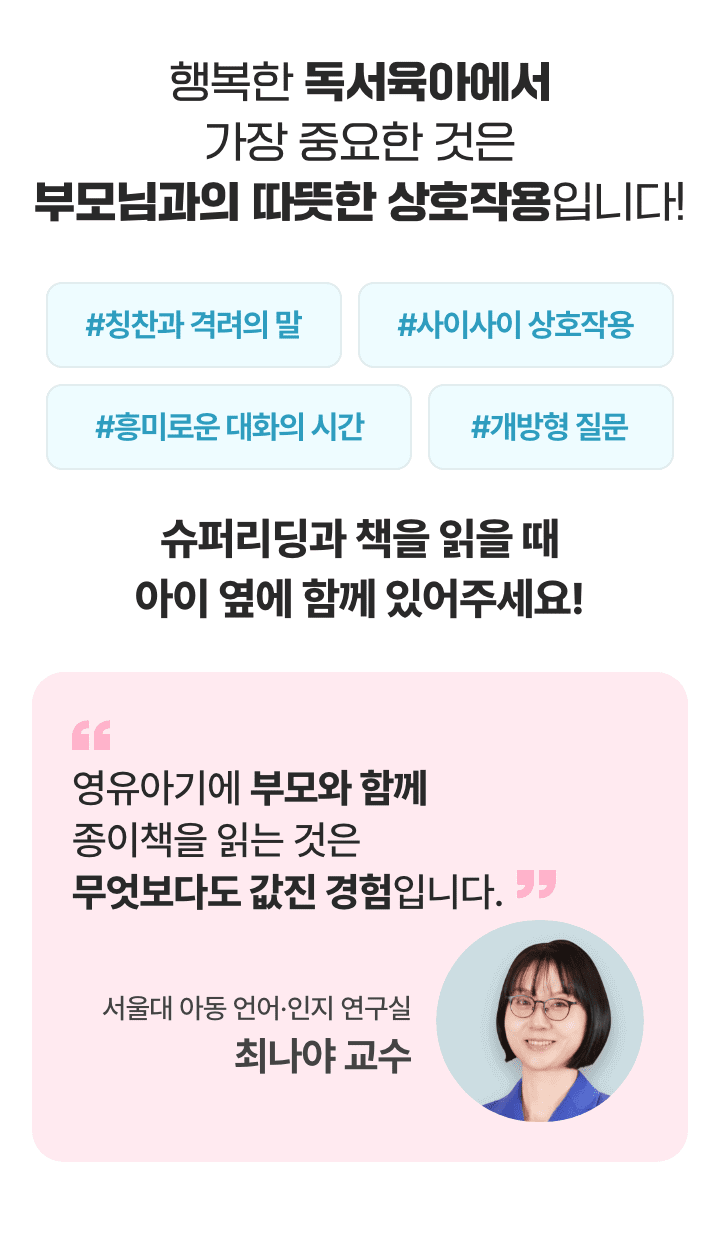 행복한 독서육아에서
가장 중요한 것은
부모님과의 따뜻한 상호작용입니다!
#칭찬과 격려의 말
#사이사이 상호작용
#흥미로운 대화의 시간
#개방형 질문
슈퍼리딩과 책을 읽을 때
아이 옆에 함께 있어주세요!
“
영유아기에 부모와 함께
종이책을 읽는 것은
무엇보다도 값진 경험입니다. ”
서울대 아동 언어·인지 연구실
최나야 교수